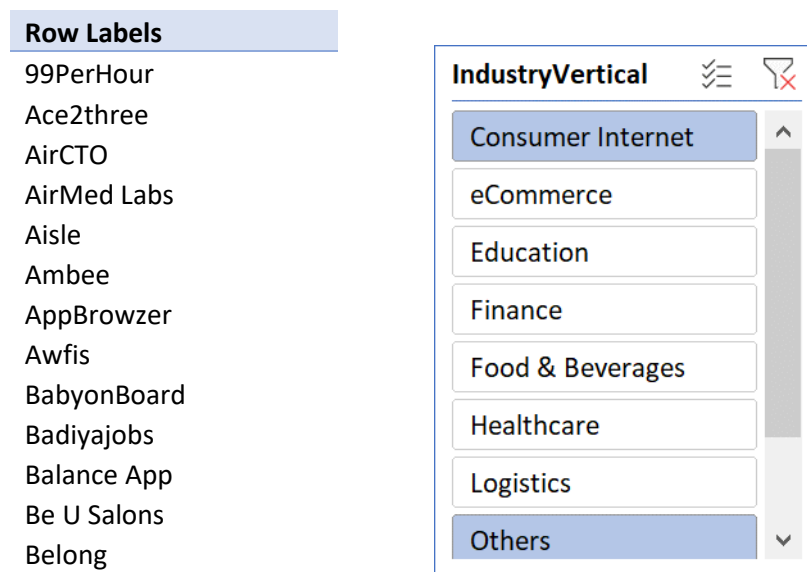 Row Labels
99PerHour
Ace2three
AirCTO
AirMed Labs
Aisle
Ambee
AppBrowzer
Awfis
BabyonBoard
Badiyajobs
Balance App
Be U Salons
Belong
IndustryVertical
Consumer Internet
eCommerce
Education
Finance
Food & Beverages
Healthcare
Logistics
Others